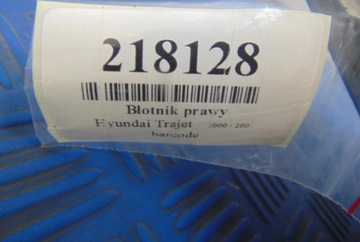 218128
Błotnik prawy
Hyundai Trajet
barcode